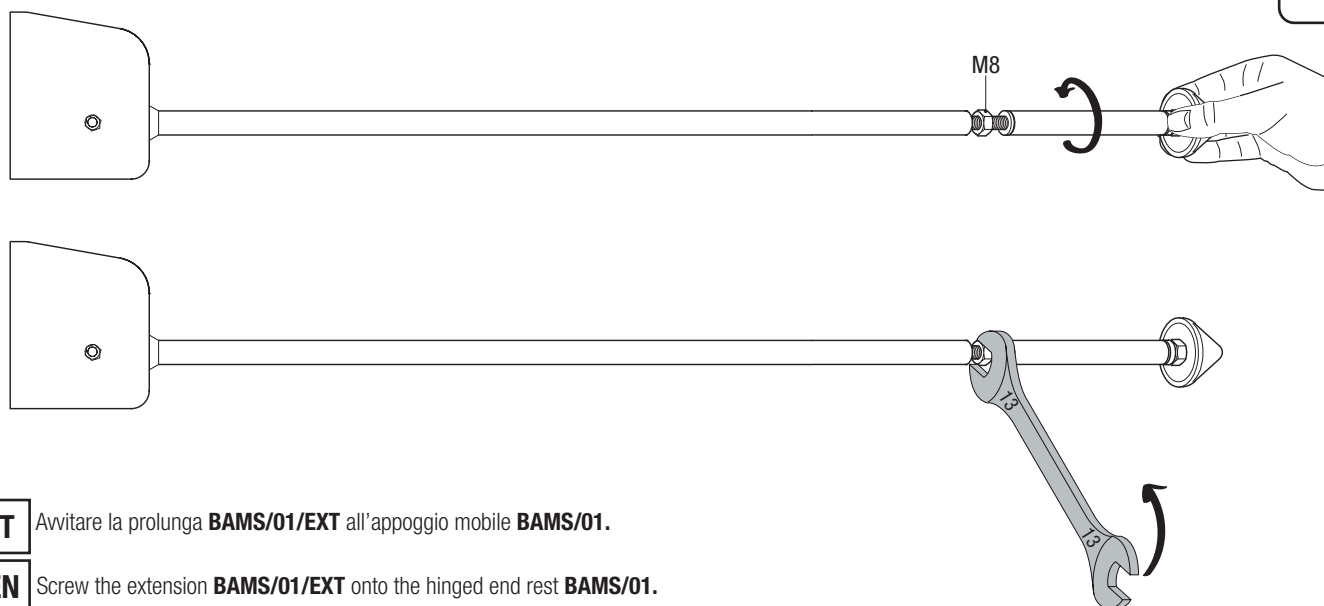 M8
13
13
T Avvitare la prolunga BAMS/01/EXT all'appoggio mobile BAMS/01.
EN Screw the extension BAMS/01/EXT onto the hinged end rest BAMS/01.